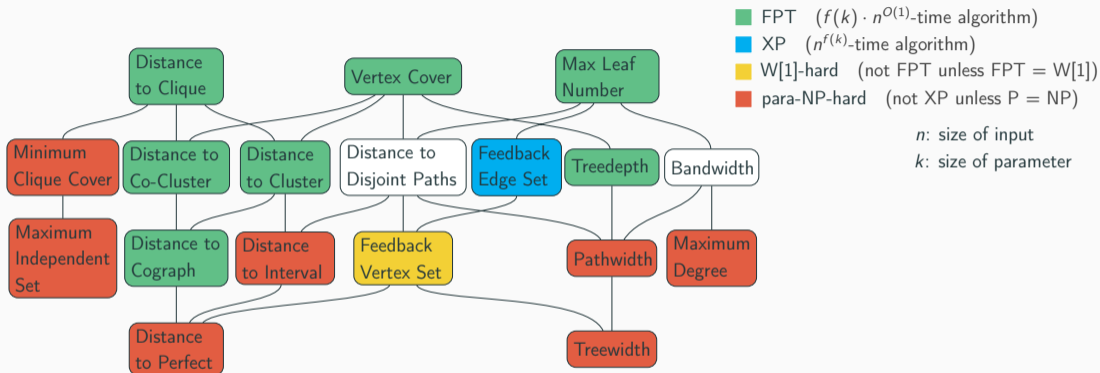 FPT (f(k) · n^{O(1)}-time algorithm)
XP (n^{f(k)}-time algorithm)
W[1]-hard (not FPT unless FPT = W[1])
para-NP-hard (not XP unless P = NP)
n: size of input
k: size of parameter
Distance
to Clique
Vertex Cover
Max Leaf
Number
Minimum
Clique Cover
Distance to
Co-Cluster
Distance
to Cluster
Distance to
Disjoint Paths
Feedback
Edge Set
Treedepth
Bandwidth
Maximum
Independent
Set
Distance to
Cograph
Distance
to Interval
Feedback
Vertex Set
Pathwidth
Maximum
Degree
Distance
to Perfect
Treewidth